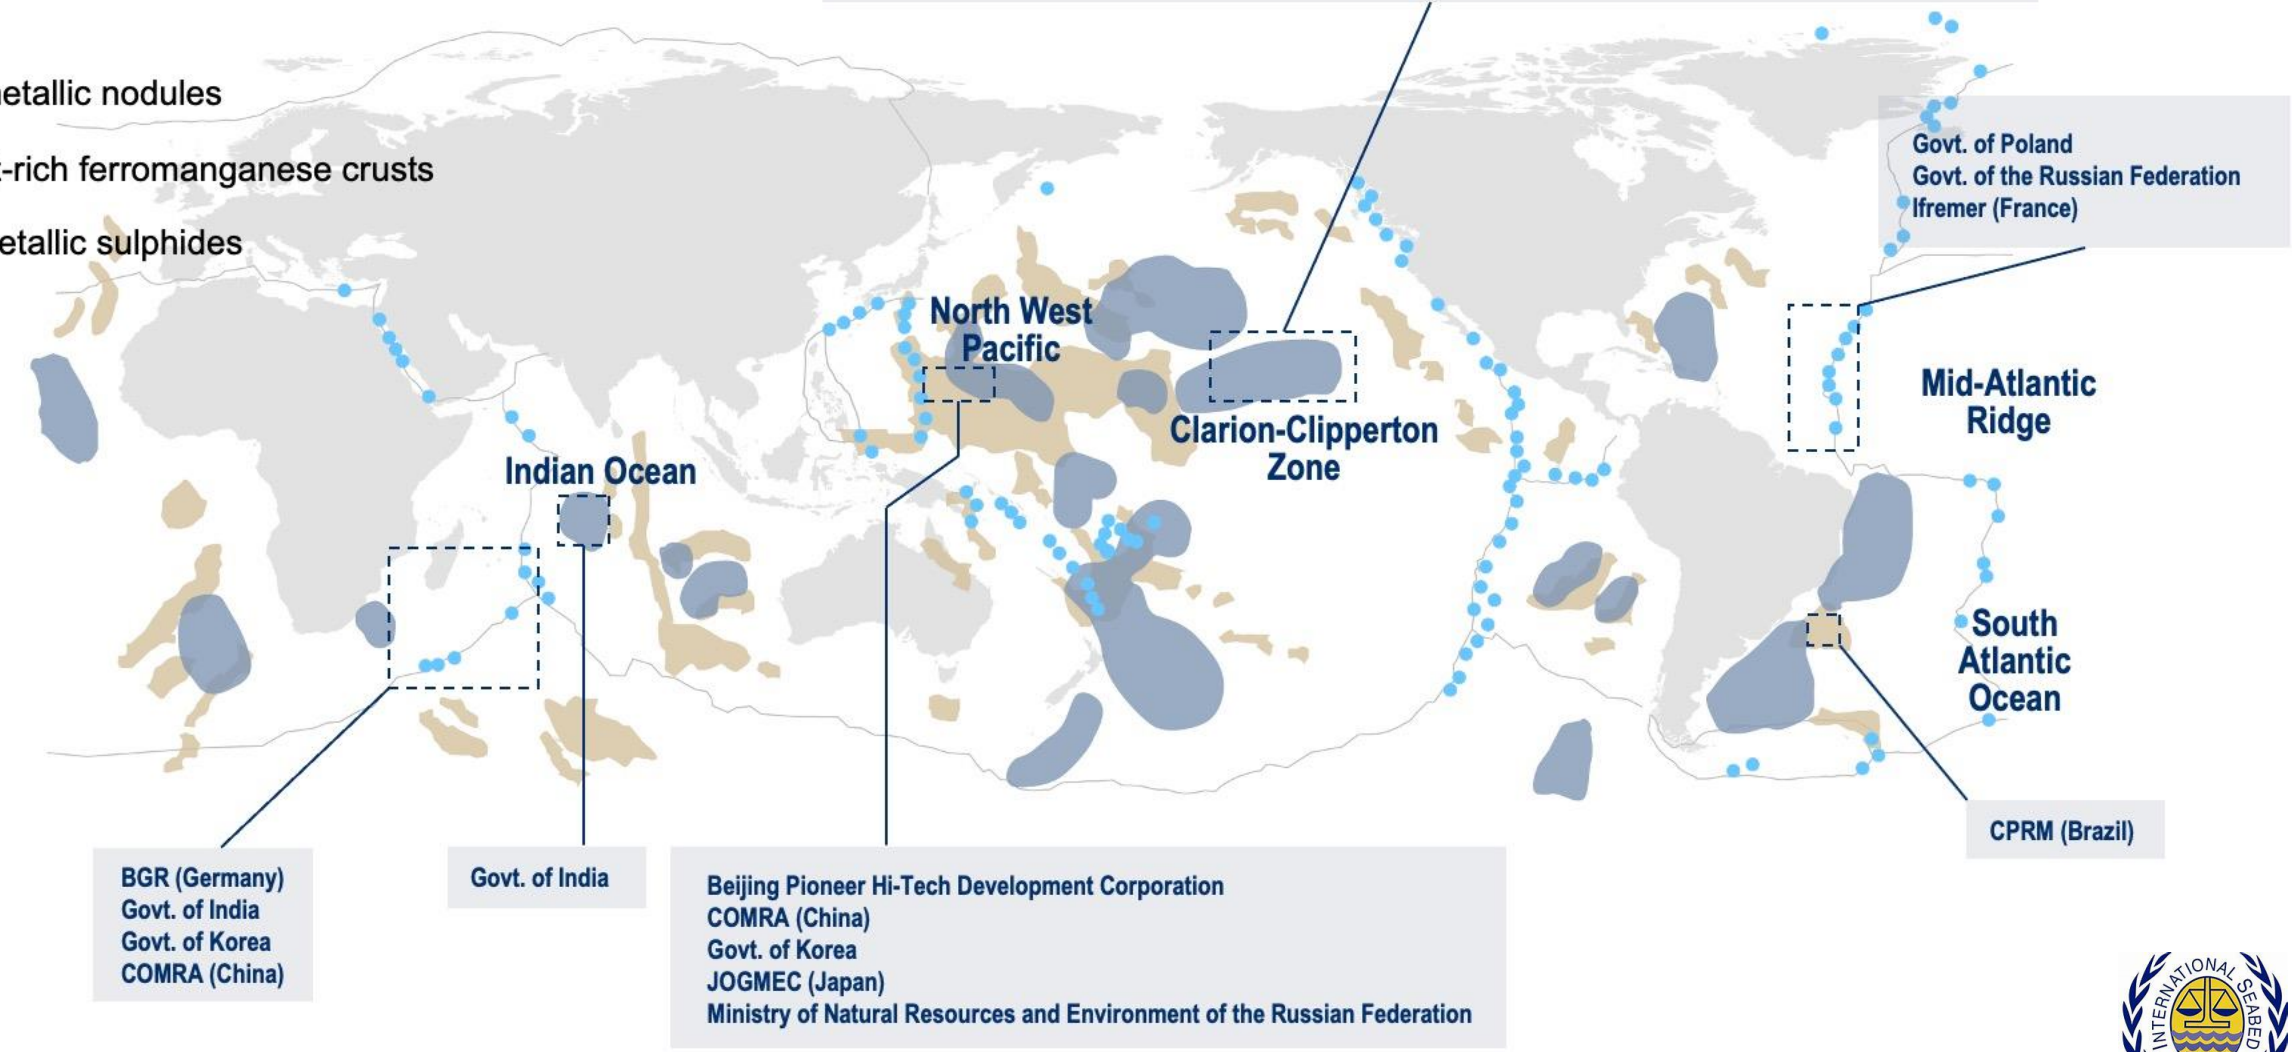 etallic nodules
-rich ferromanganese crusts
etallic sulphides
Govt. of Poland
Govt. of the Russian Federation
Ifremer (France)
North West
Pacific
Mid-Atlantic
Ridge
Clarion-Clipperton
Zone
Indian Ocean
South
Atlantic
Ocean
CPRM (Brazil)
BGR (Germany)
Govt. of India
Govt. of Korea
COMRA (China)
Govt. of India
Beijing Pioneer Hi-Tech Development Corporation
COMRA (China)
Govt. of Korea
JOGMEC (Japan)
Ministry of Natural Resources and Environment of the Russian Federation
INTERNATIONAL SEABED